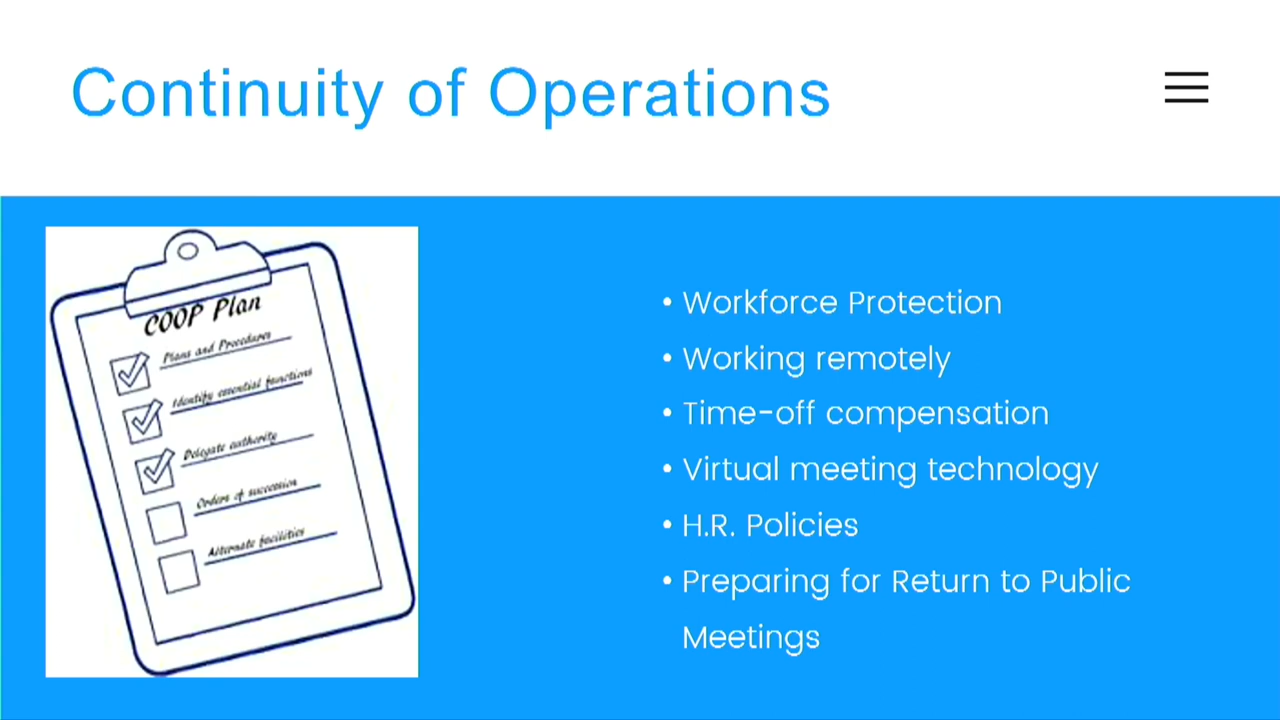 Continuity of Operations
COOP Plan
Plans and Procedures
Identify essential functions
Delegate authority
Orders of succession
Alternate facilities
• Workforce Protection
• Working remotely
• Time-off compensation
• Virtual meeting technology
• H.R. Policies
• Preparing for Return to Public
Meetings